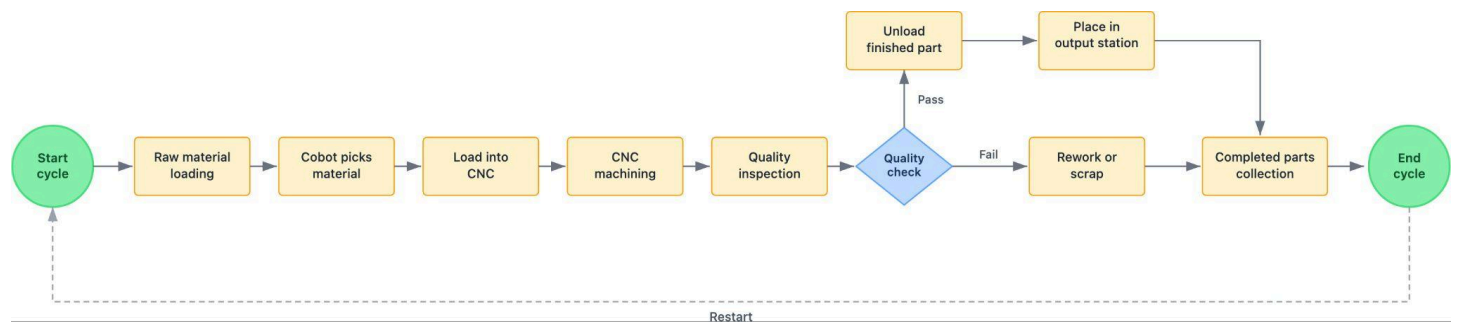 Unload
finished part
Place in
output station
Pass
Start
cycle
Raw material
loading
Cobot picks
material
Load into
CNC
CNC
machining
Quality
inspection
Quality
check
Fail
Rework or
scrap
Completed parts
collection
End
cycle
Restart